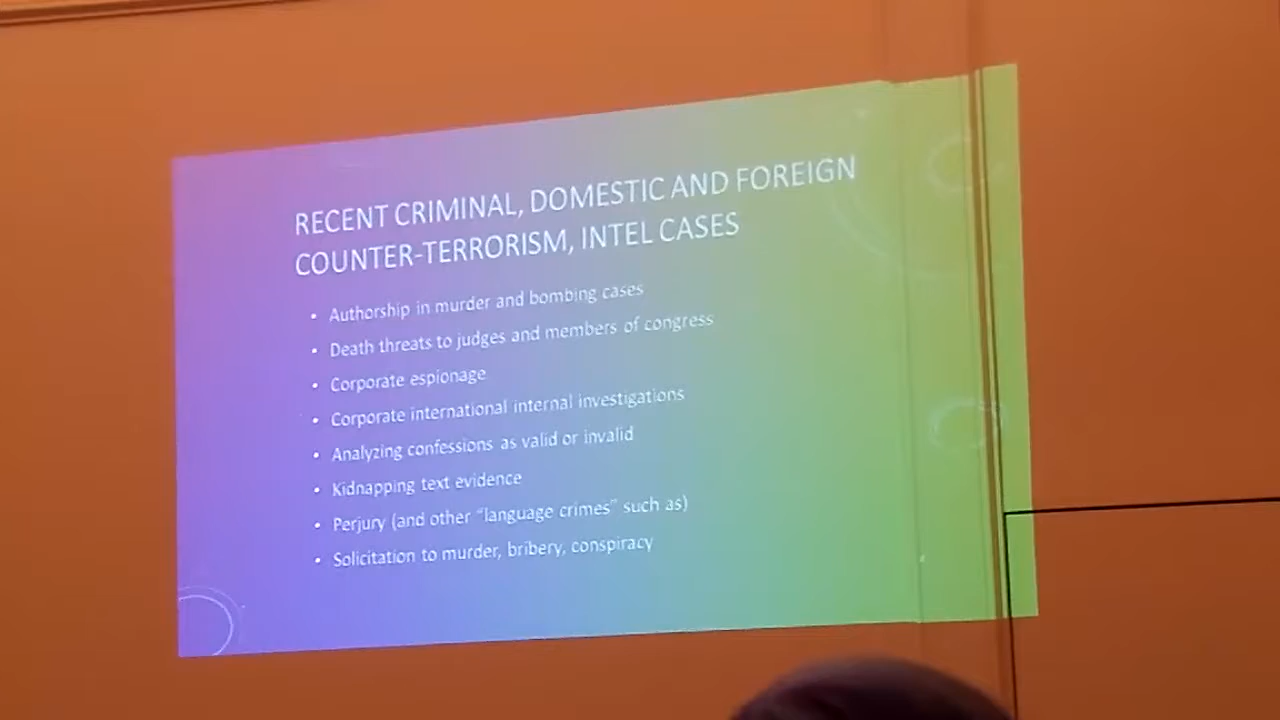 RECENT CRIMINAL, DOMESTIC AND FOREIGN
COUNTER-TERRORISM, INTEL CASES
• Authorship in murder and bombing cases
• Death threats to judges and members of congress
• Corporate espionage
• Corporate international internal investigations
• Analyzing confessions as valid or invalid
• Kidnapping text evidence
• Perjury (and other “language crimes” such as)
• Solicitation to murder, bribery, conspiracy